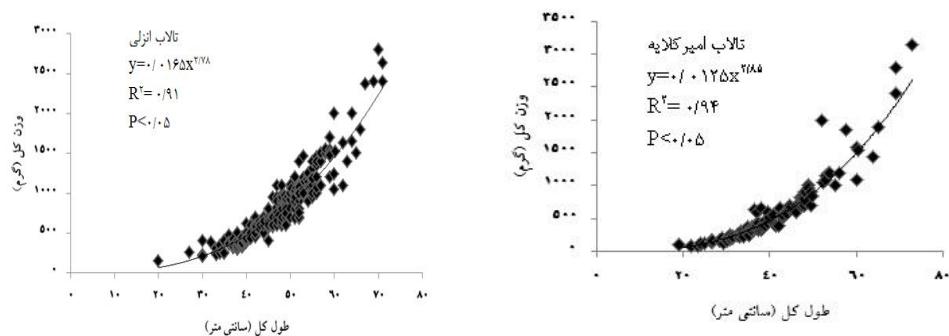 تالاب انزلی
y=۰/۰۱۶۵x^۲/۷۸
R^۲=۰/۹۱
P<۰/۰۵
وزن کل (گرم)
۳۰۰۰
۲۵۰۰
۲۰۰۰
۱۵۰۰
۱۰۰۰
۵۰۰
۰
۰ ۱۰ ۲۰ ۳۰ ۴۰ ۵۰ ۶۰ ۷۰ ۸۰
طول کل (سانتی متر)
تالاب امیرکلایه
y=۰/۰۱۲۵x^۲/۸۵
R^۲=۰/۹۴
P<۰/۰۵
وزن کل (گرم)
۳۵۰۰
۳۰۰۰
۲۵۰۰
۲۰۰۰
۱۵۰۰
۱۰۰۰
۵۰۰
۰
۰ ۲۰ ۴۰ ۶۰ ۸۰
طول کل (سانتی متر)